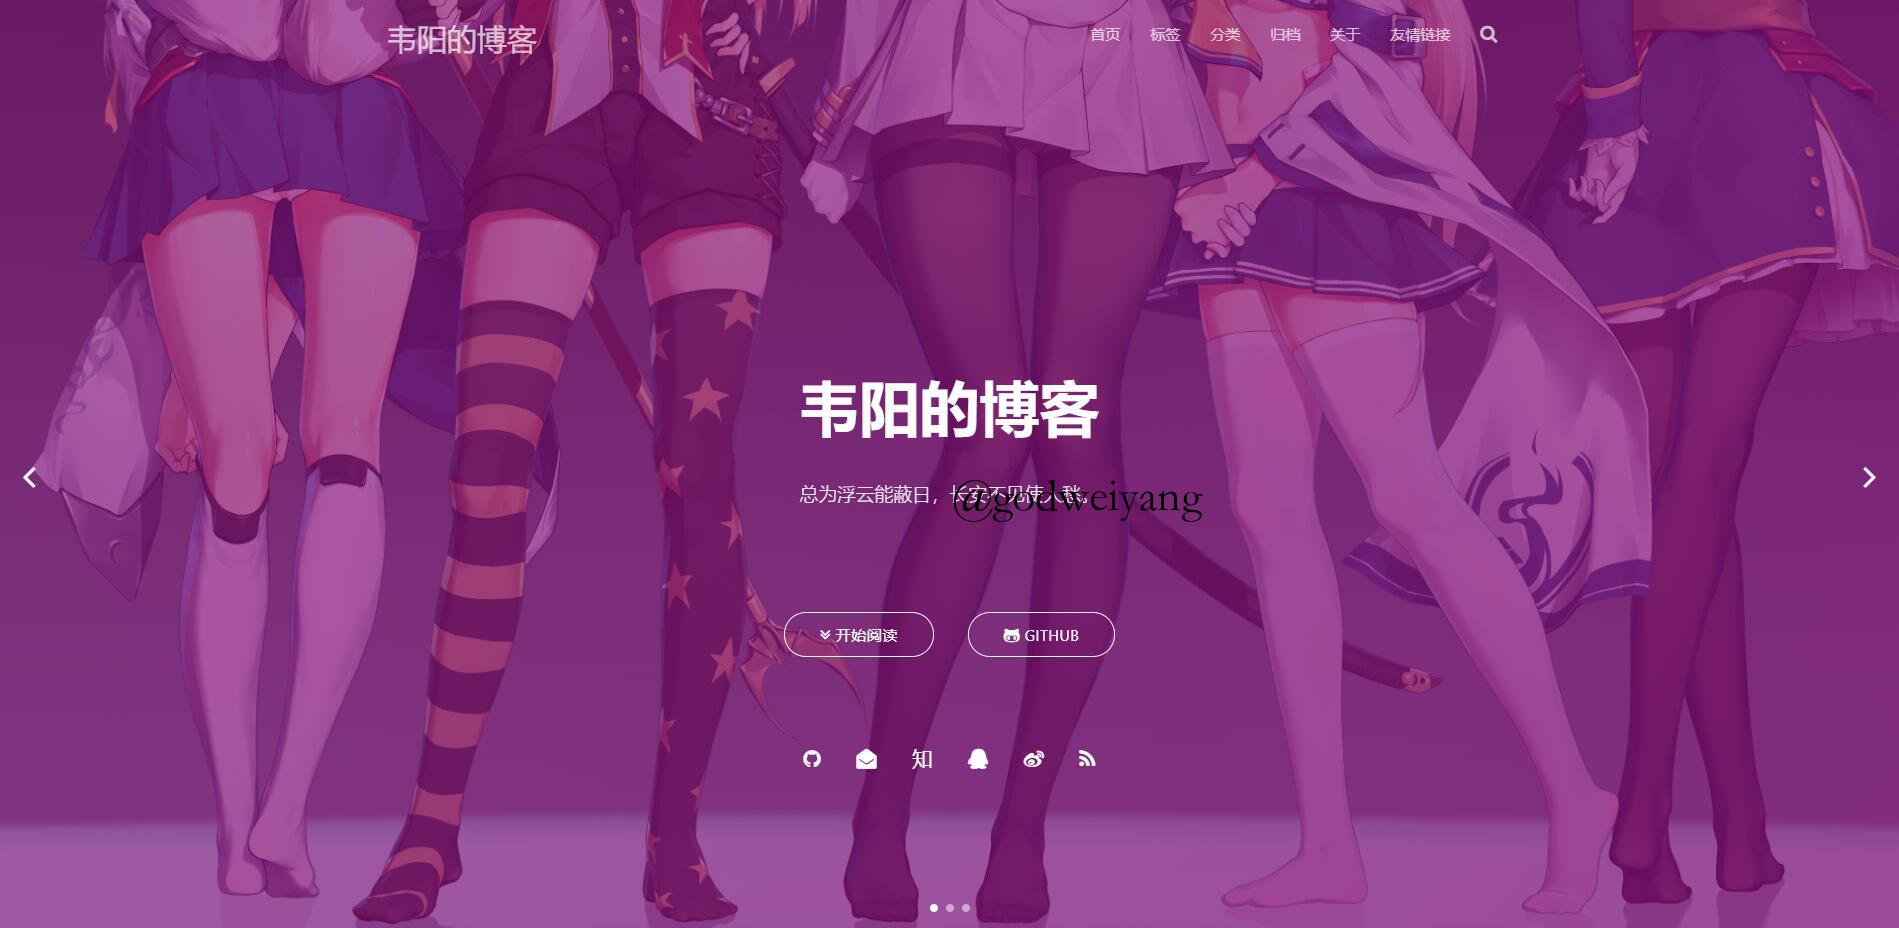 韦阳的博客
首页 标签 分类 归档 关于 友情链接
韦阳的博客
总为浮云能蔽日，长安不见使人愁。
@godweiyang
开始阅读 GITHUB
知